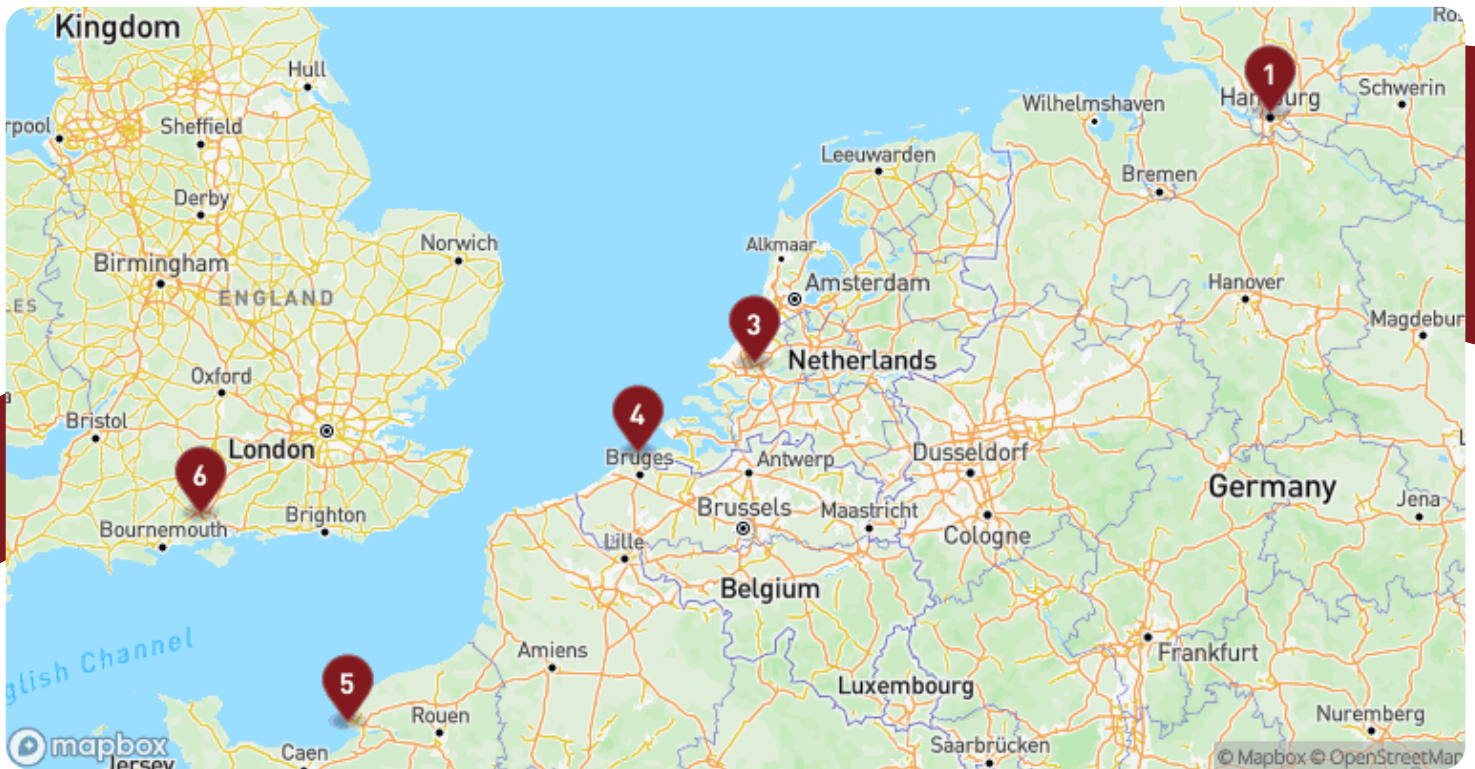 Kingdom
Ros
Hull
1
Wilhelmshaven
Hamburg
Schwerin
rpool
Sheffield
Leeuwarden
Bremen
Derby
Norwich
Alkmaar
Birmingham
ENGLAND
Amsterdam
Hanover
LES
3
Magdebur
Netherlands
Oxford
a
4
Bristol
London
Bruges
Antwerp
Dusseldorf
6
Germany
Jena
Brussels
Maastricht
Bournemouth
Brighton
Lille
Cologne
Belgium
glish Channel
Amiens
Frankfurt
5
Luxembourg
Rouen
Nuremberg
mapbox
Caen
Saarbrücken
Jersey
© Mapbox © OpenStreetMap